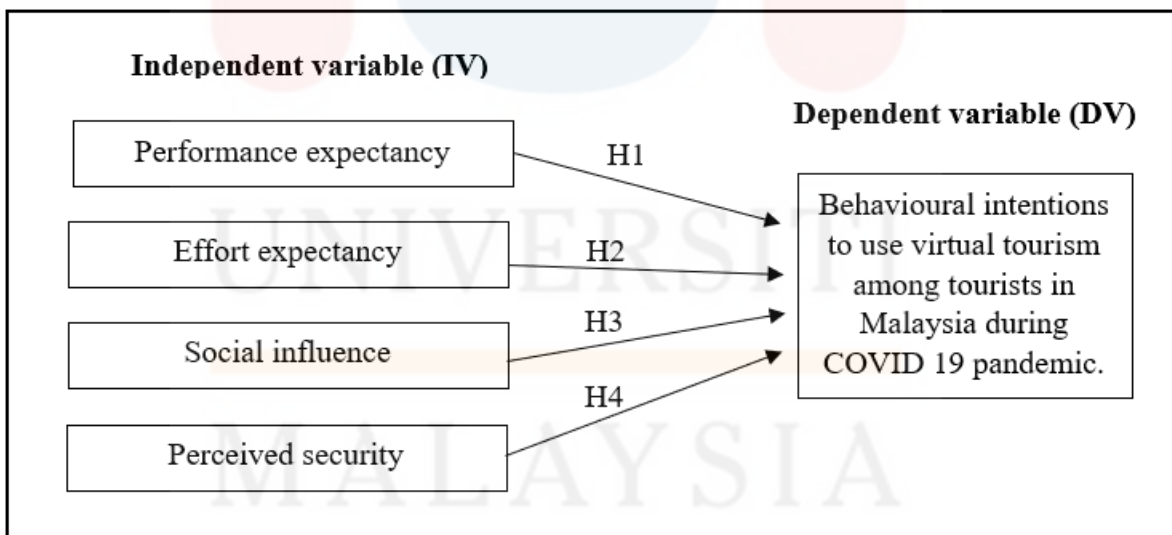 Independent variable (IV)
Dependent variable (DV)
Performance expectancy
H1
Effort expectancy
H2
Social influence
H3
Perceived security
H4
Behavioural intentions
to use virtual tourism
among tourists in
Malaysia during
COVID 19 pandemic.
UNIVERSITI
MALAYSIA